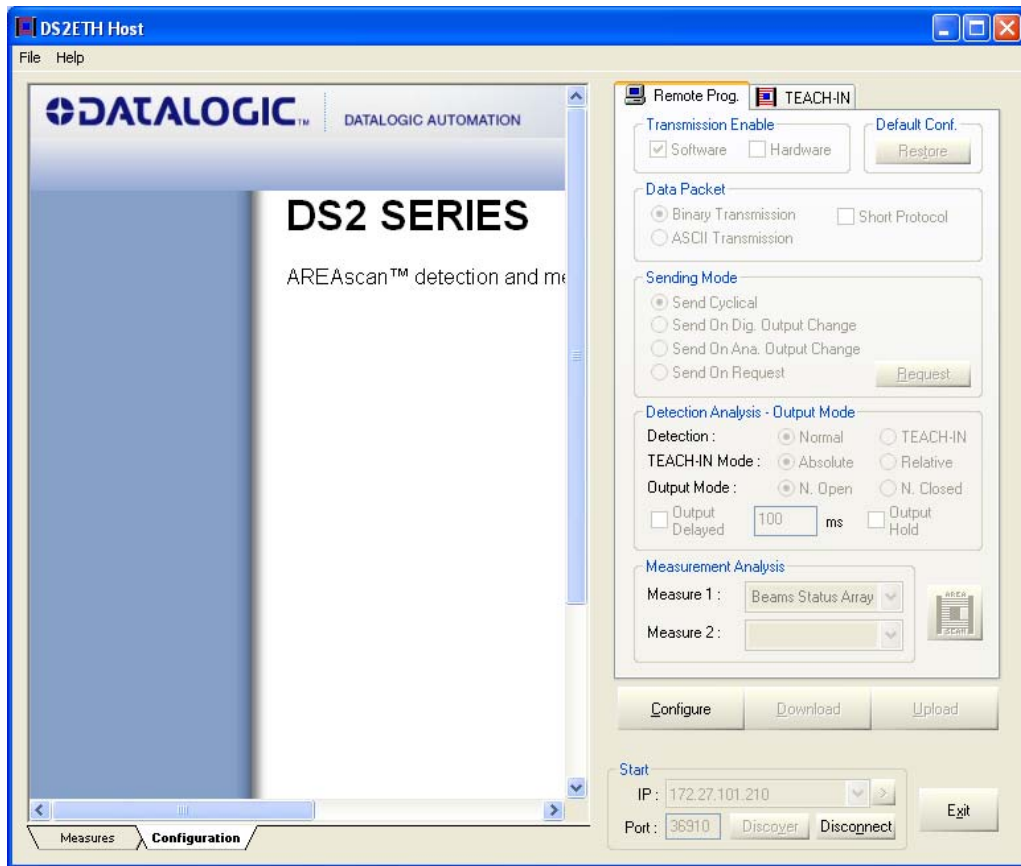 DS2ETH Host
File Help
DATALOGIC™ DATALOGIC AUTOMATION
DS2 SERIES
AREAscan™ detection and me
Measures Configuration
Remote Prog. TEACH-IN
Transmission Enable
Software Hardware
Default Conf.
Restore
Data Packet
Binary Transmission Short Protocol
ASCII Transmission
Sending Mode
Send Cyclical
Send On Dig. Output Change
Send On Ana. Output Change
Send On Request Request
Detection Analysis - Output Mode
Detection : Normal TEACH-IN
TEACH-IN Mode : Absolute Relative
Output Mode : N. Open N. Closed
Output Delayed 100 ms Output Hold
Measurement Analysis
Measure 1 : Beams Status Array
Measure 2 :
AREA
SCAN
Configure Download Upload
Start
IP : 172.27.101.210 >
Port : 36910 Discover Disconnect
Exit